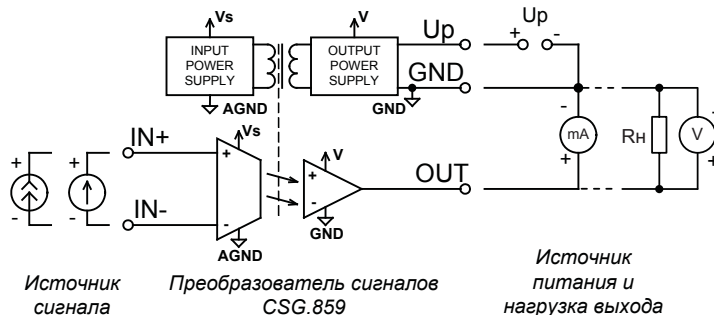 Vs
V
Up
Up
+ -
INPUT
POWER
SUPPLY
OUTPUT
POWER
SUPPLY
GND
AGND
GND
-
mA
+
Rн
-
V
+
IN+
Vs
V
+
-
+
-
+
-
+
-
OUT
IN-
AGND
GND
Источник
сигнала
Преобразователь сигналов
CSG.859
Источник
питания и
нагрузка выхода